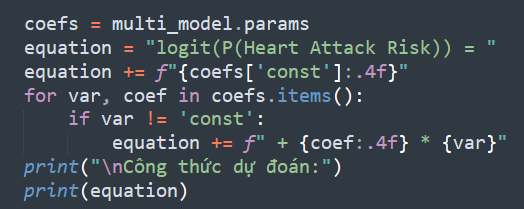 coefs = multi_model.params
equation = "logit(P(Heart Attack Risk)) = "
equation += f"{coefs['const']:.4f}"
for var, coef in coefs.items():
    if var != 'const':
        equation += f" + {coef:.4f} * {var}"
print("\nCông thức dự đoán:")
print(equation)